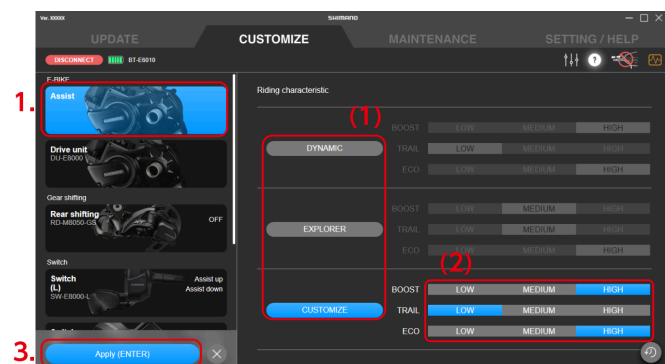 Ver. XXXXX
SHIMANO
UPDATE CUSTOMIZE MAINTENANCE SETTING / HELP
DISCONNECT BT-E6010
E-BIKE
1.
Assist
Drive unit
DU-E8000
Gear shifting
Rear shifting
RD-M8050-GS
OFF
Switch
Switch
(L)
SW-E8000-L
Assist up
Assist down
3.
Apply (ENTER)
Riding characteristic
(1)
DYNAMIC
BOOST LOW MEDIUM HIGH
TRAIL LOW MEDIUM HIGH
ECO LOW MEDIUM HIGH
EXPLORER
BOOST LOW MEDIUM HIGH
TRAIL LOW MEDIUM HIGH
ECO LOW MEDIUM HIGH
(2)
CUSTOMIZE
BOOST LOW MEDIUM HIGH
TRAIL LOW MEDIUM HIGH
ECO LOW MEDIUM HIGH